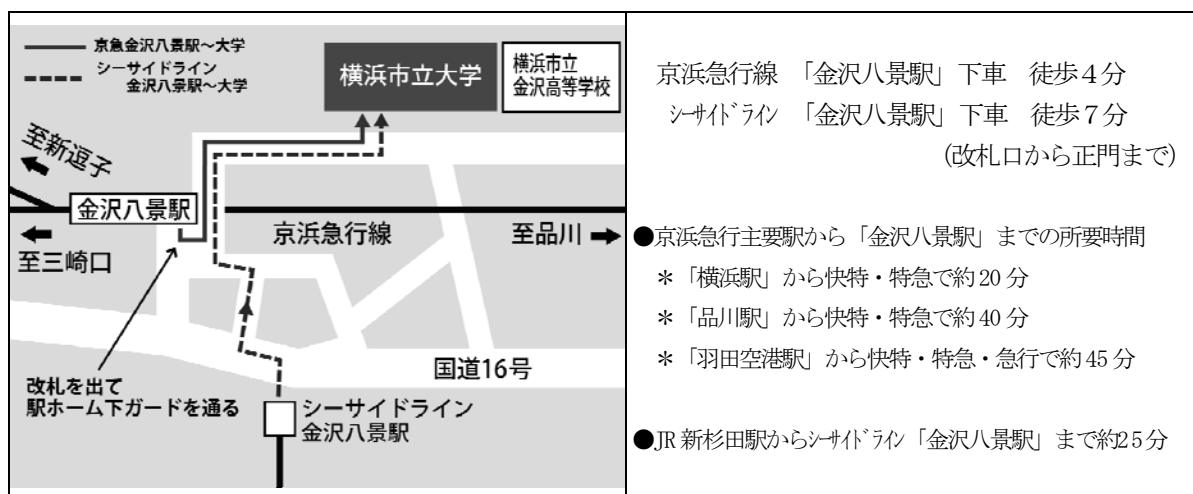 京急金沢八景駅～大学
シーサイドライン
金沢八景駅～大学
横浜市立大学
横浜市立
金沢高等学校
至新逗子
金沢八景駅
京浜急行線
至品川
至三崎口
国道16号
改札を出て
駅ホーム下ガードを通る
シーサイドライン
金沢八景駅
京浜急行線 「金沢八景駅」下車 徒歩4分
ｼｰｻｲﾄﾞﾗｲﾝ 「金沢八景駅」下車 徒歩７分
(改札口から正門まで)
●京浜急行主要駅から「金沢八景駅」までの所要時間
＊「横浜駅」から快特・特急で約20分
＊「品川駅」から快特・特急で約40分
＊「羽田空港駅」から快特・特急・急行で約45分
●JR新杉田駅からｼｰｻｲﾄﾞﾗｲﾝ「金沢八景駅」まで約25分